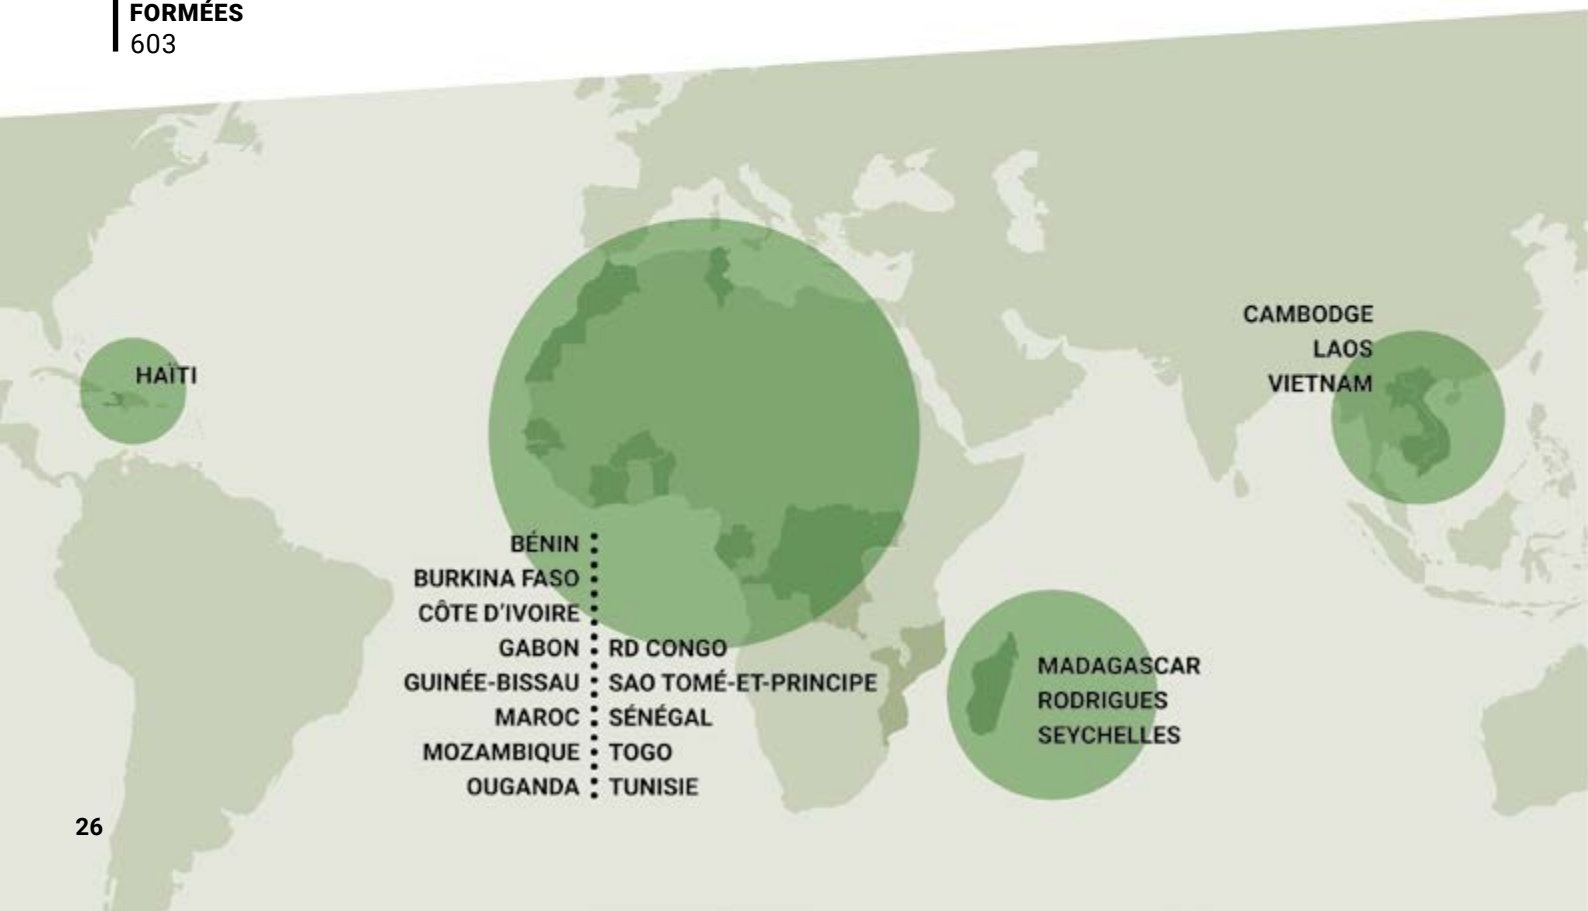 FORMÉES
603
HAÏTI
CAMBODGE
LAOS
VIETNAM
BÉNIN
BURKINA FASO
CÔTE D'IVOIRE
GABON
GUINÉE-BISSAU
MAROC
MOZAMBIQUE
OUGANDA
RD CONGO
SAO TOMÉ-ET-PRINCIPE
SÉNÉGAL
TOGO
TUNISIE
MADAGASCAR
RODRIGUES
SEYCHELLES
26